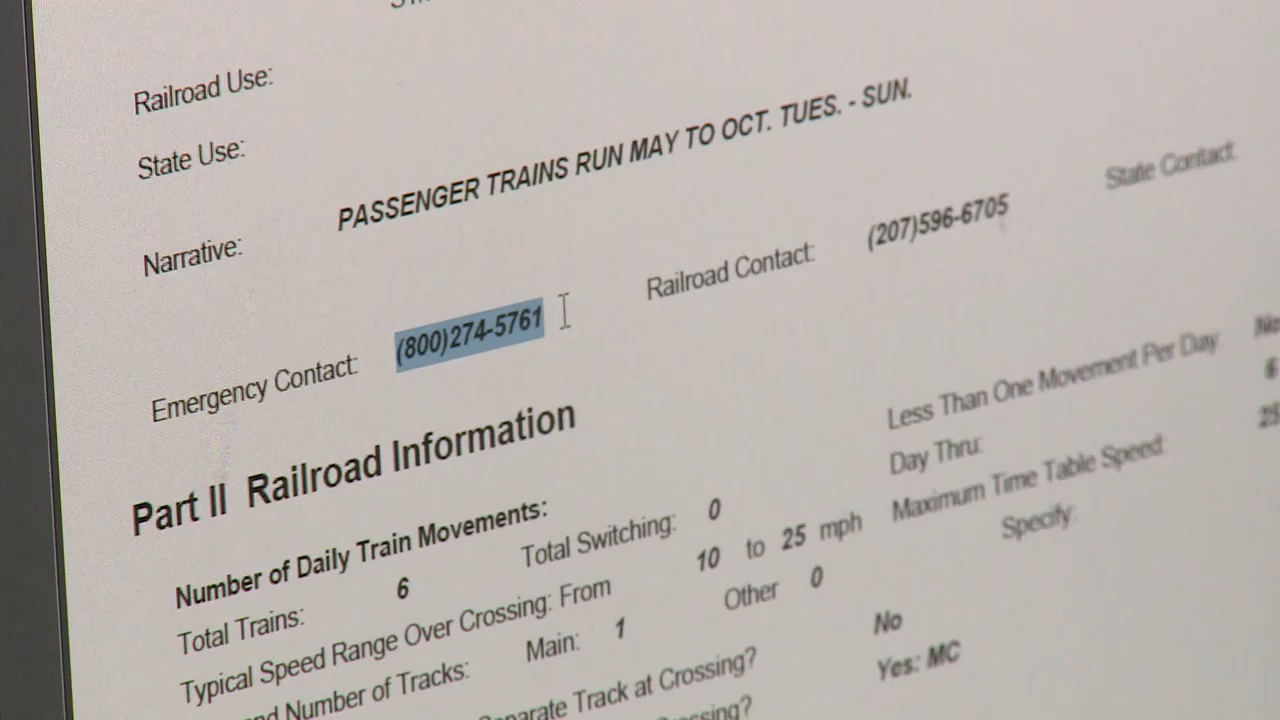 Railroad Use:
State Use:
Narrative: PASSENGER TRAINS RUN MAY TO OCT. TUES. - SUN.
Emergency Contact: (800)274-5761 Railroad Contact: (207)596-6705 State Contact:
Part II Railroad Information
Number of Daily Train Movements:
Total Trains: 6 Total Switching: 0 Day Thru:
Less Than One Movement Per Day: No
6
Typical Speed Range Over Crossing: From 10 to 25 mph Maximum Time Table Speed: 25
Number of Tracks: Main: 1 Other 0 Specify:
Track at Crossing? No
Yes: MC